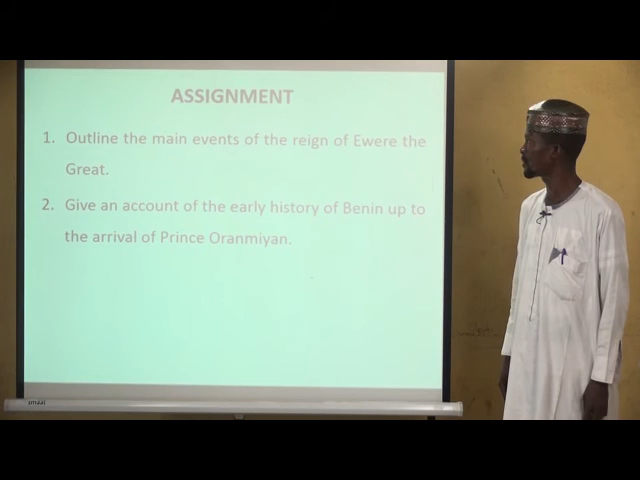 ASSIGNMENT
1. Outline the main events of the reign of Ewere the
Great.
2. Give an account of the early history of Benin up to
the arrival of Prince Oranmiyan.